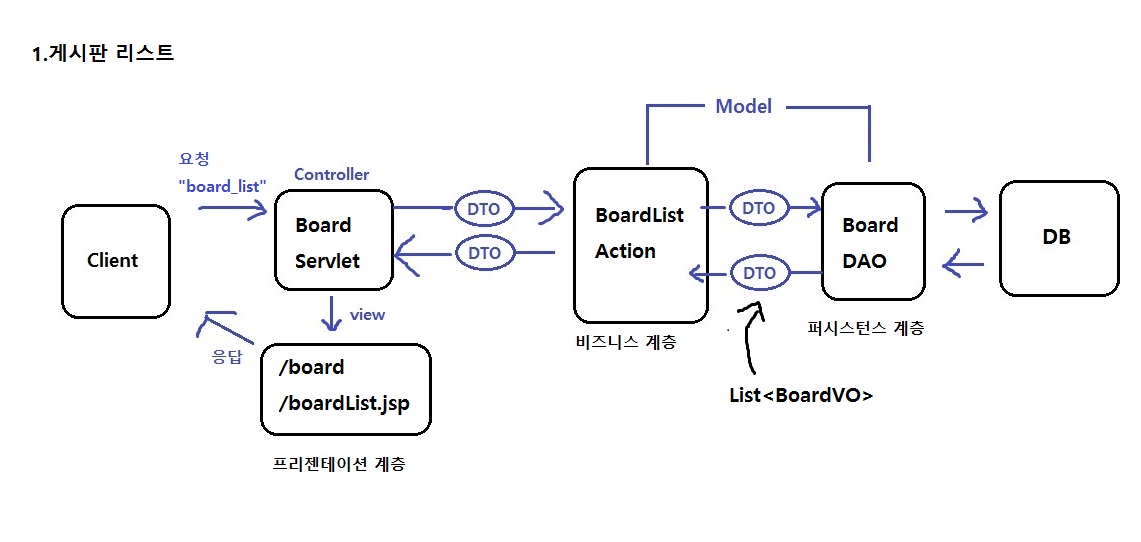 1.게시판 리스트
Model
요청
"board_list"
Controller
Client
Board
Servlet
DTO
DTO
BoardList
Action
DTO
DTO
Board
DAO
DB
view
응답
/board
/boardList.jsp
비즈니스 계층
퍼시스턴스 계층
List<BoardVO>
프리젠테이션 계층